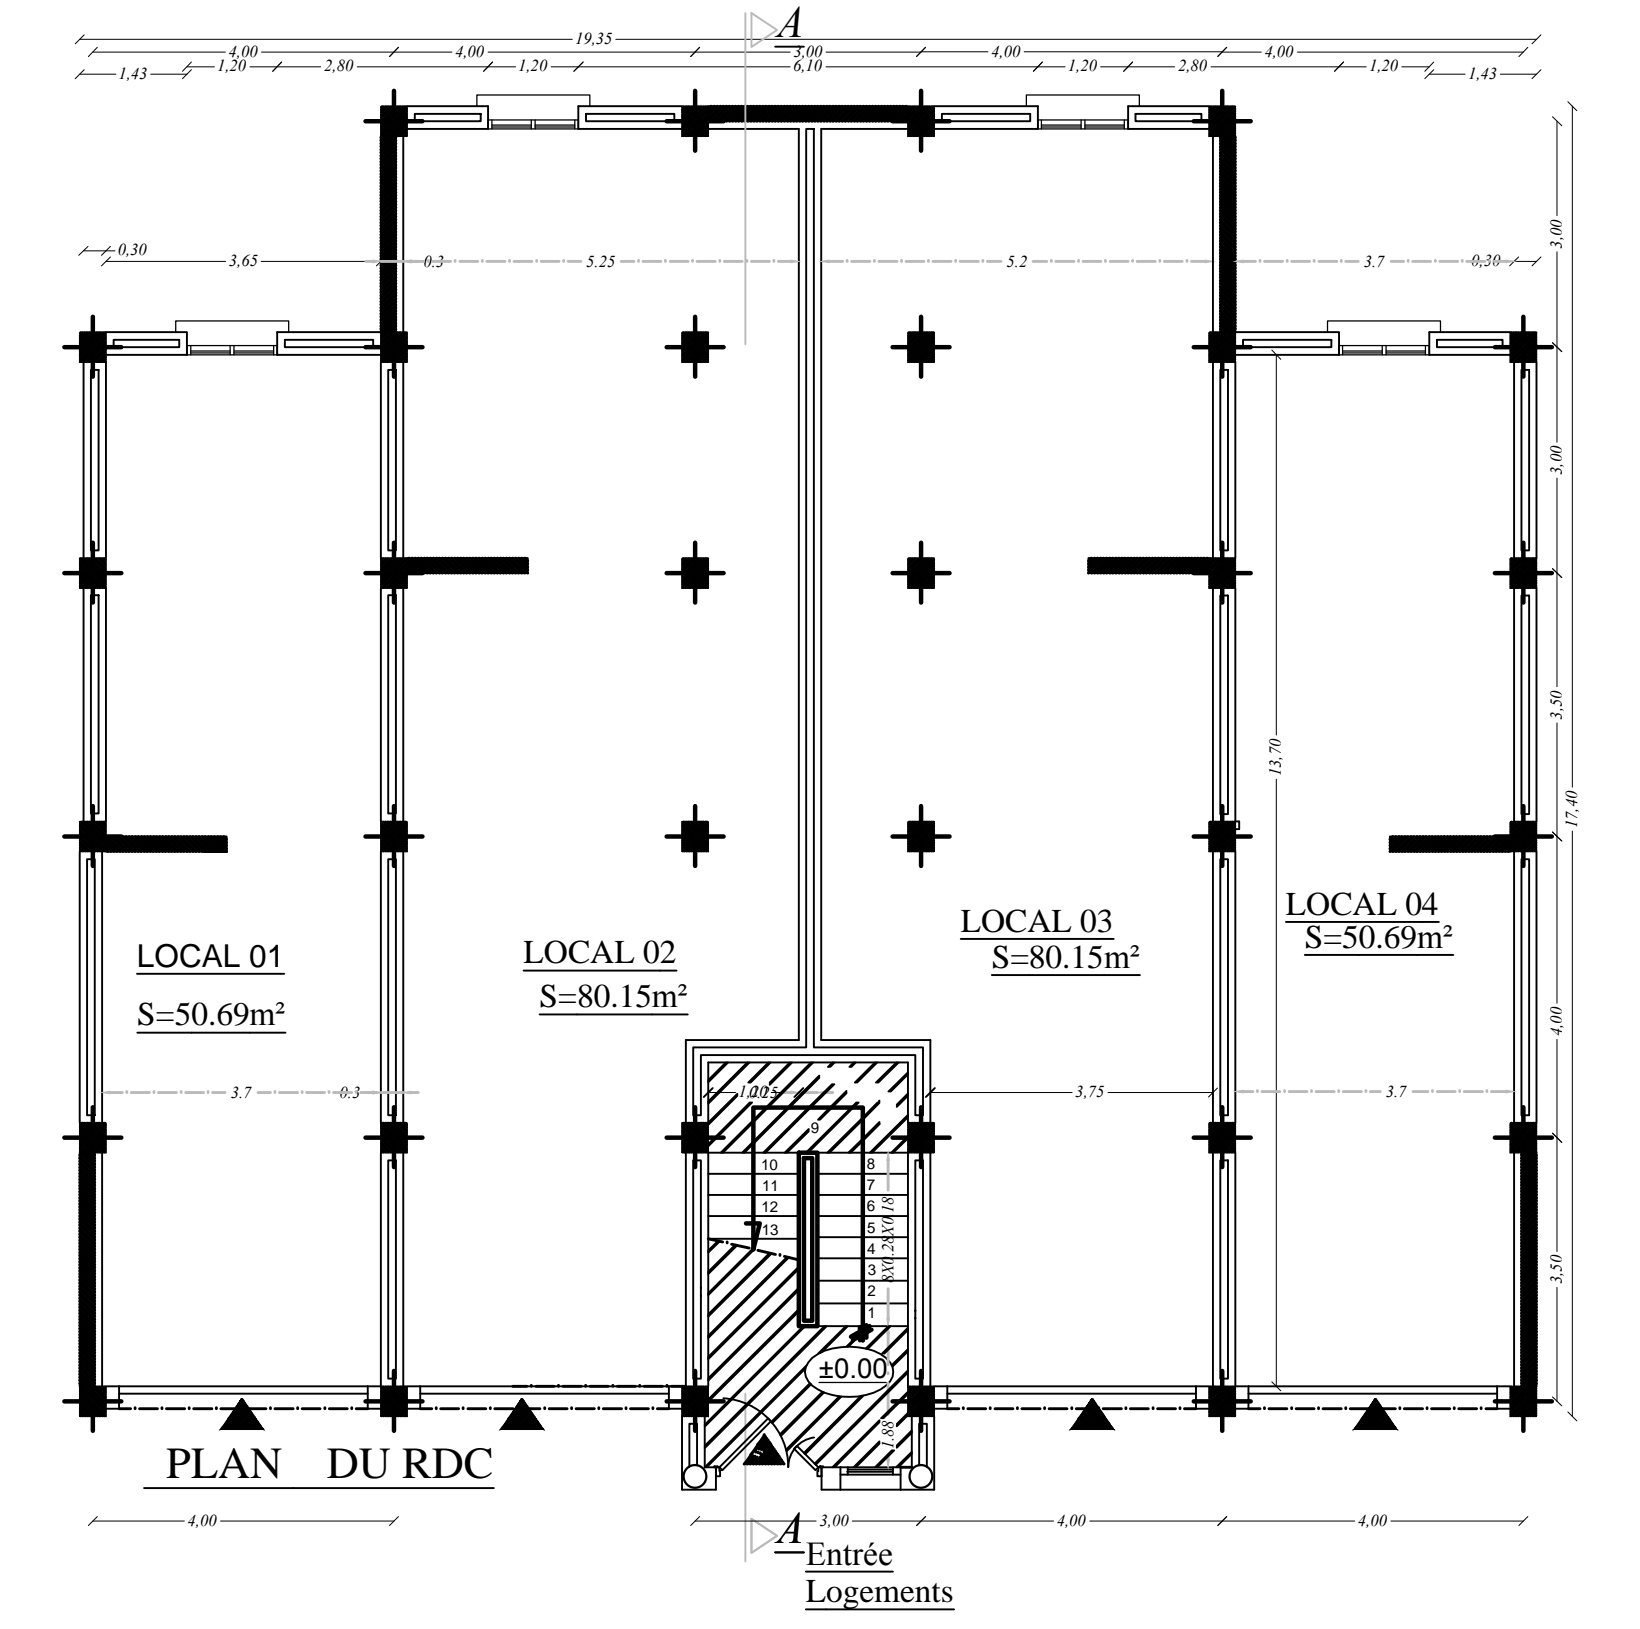 A
19,35
4,00 4,00 3,00 4,00 4,00
1,20 2,80 1,20 6,10 1,20 2,80 1,20
1,43 1,43
0,30
3,65 0.3 5.25 5.2 3.7 0,30
3,00
3,00
3,50
13,70
17,40
LOCAL 01
S=50.69m²
LOCAL 02
S=80.15m²
LOCAL 03
S=80.15m²
LOCAL 04
S=50.69m²
4,00
3.7 0.3 3,75 3.7
9
10 8
11 7
12 6
13 5
4
3
2
1
8X0.28X0.18
3,50
±0.00
1.88
PLAN DU RDC
4,00 3,00 4,00 4,00
A
Entrée
Logements